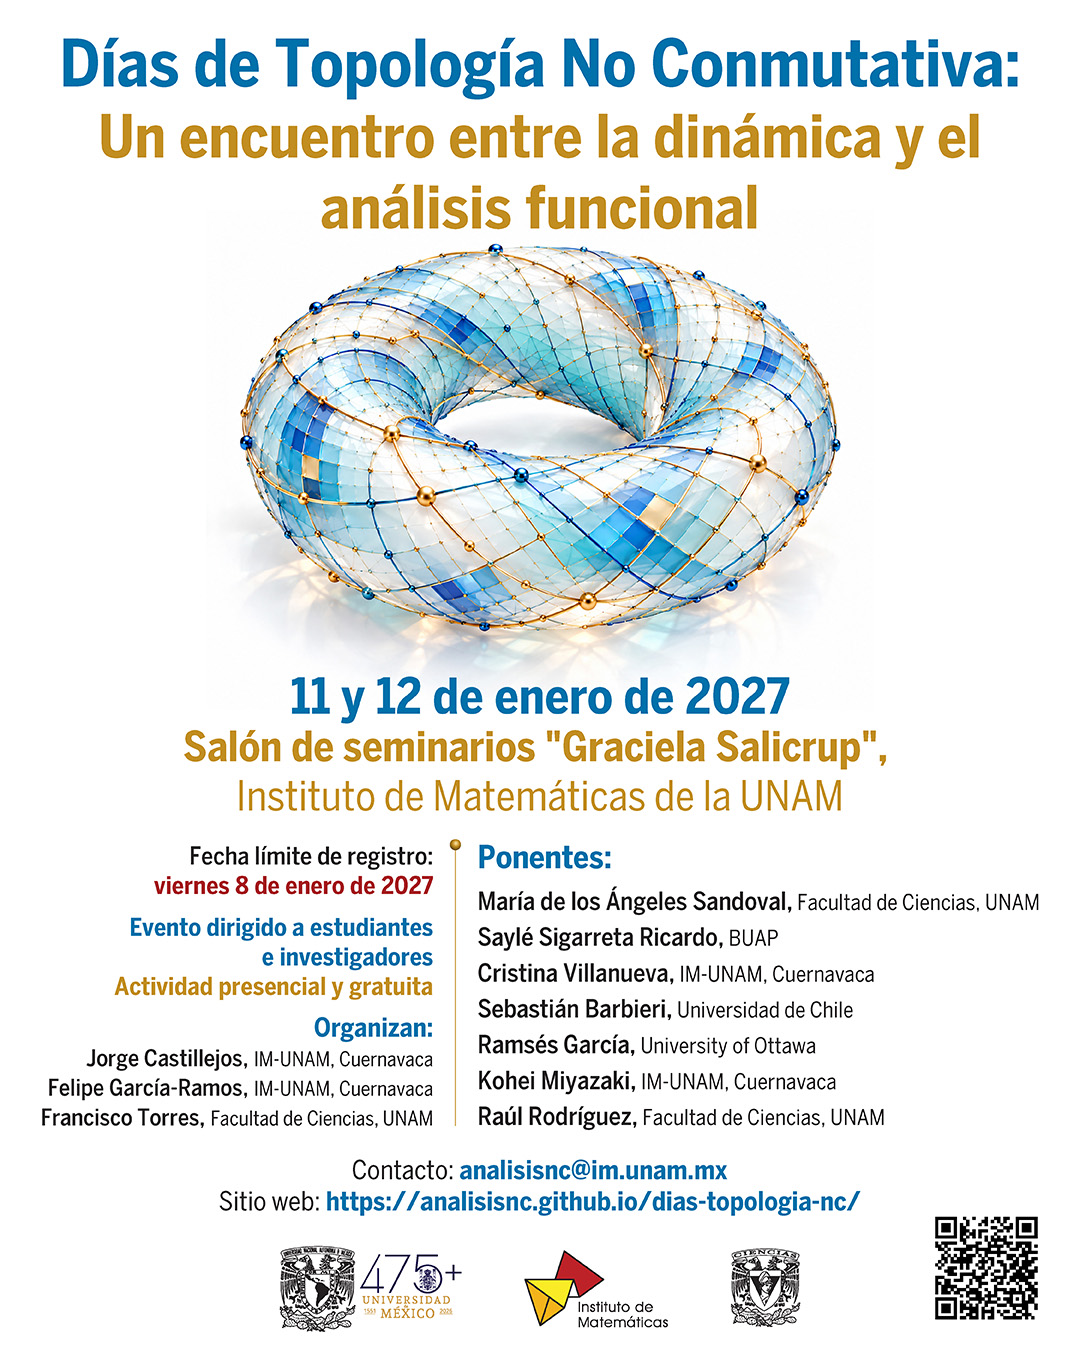 Días de Topología No Conmutativa:
Un encuentro entre la dinámica y el
análisis funcional
11 y 12 de enero de 2027
Salón de seminarios "Graciela Salicrup",
Instituto de Matemáticas de la UNAM
Fecha límite de registro:
viernes 8 de enero de 2027
Evento dirigido a estudiantes
e investigadores
Actividad presencial y gratuita
Organizan:
Jorge Castillejos, IM-UNAM, Cuernavaca
Felipe García-Ramos, IM-UNAM, Cuernavaca
Francisco Torres, Facultad de Ciencias, UNAM
Ponentes:
María de los Ángeles Sandoval, Facultad de Ciencias, UNAM
Saylé Sigarreta Ricardo, BUAP
Cristina Villanueva, IM-UNAM, Cuernavaca
Sebastián Barbieri, Universidad de Chile
Ramsés García, University of Ottawa
Kohei Miyazaki, IM-UNAM, Cuernavaca
Raúl Rodríguez, Facultad de Ciencias, UNAM
Contacto: analisisnc@im.unam.mx
Sitio web: https://analisisnc.github.io/dias-topologia-nc/
475+
UNIVERSIDAD
MÉXICO
Instituto de
Matemáticas
CIENCIAS